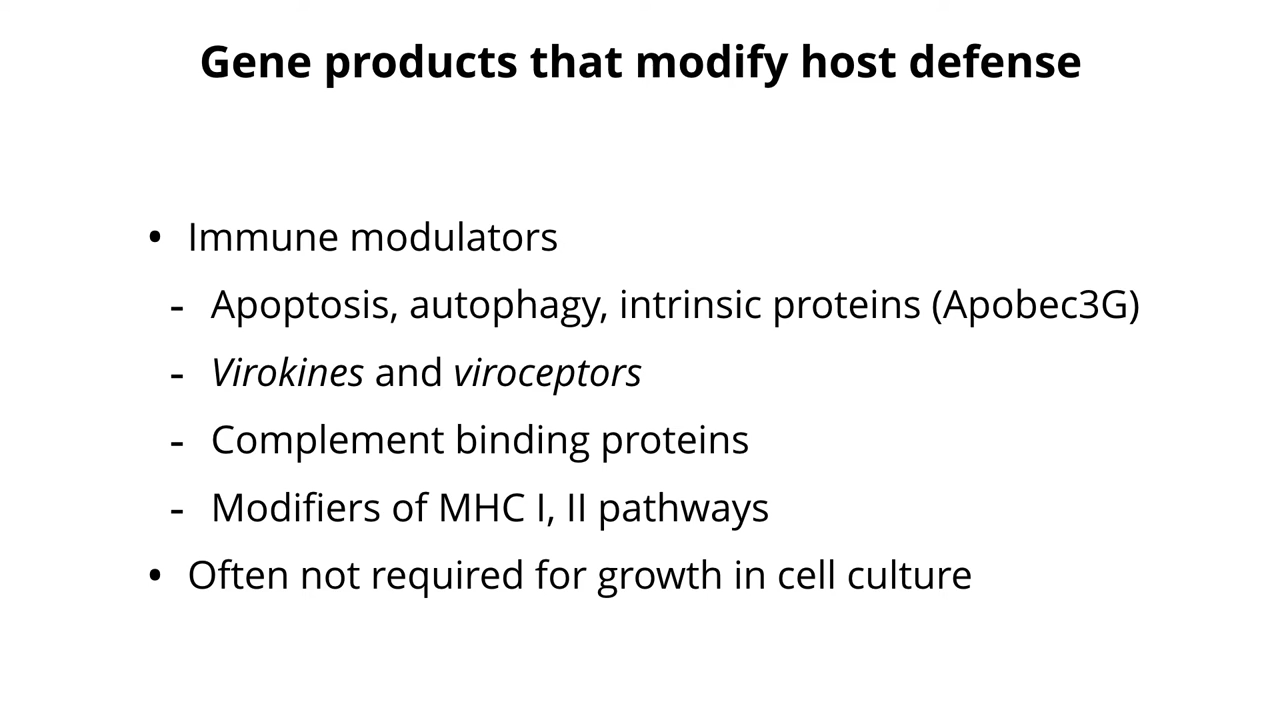 Gene products that modify host defense
• Immune modulators
- Apoptosis, autophagy, intrinsic proteins (Apobec3G)
- Virokines and viroceptors
- Complement binding proteins
- Modifiers of MHC I, II pathways
• Often not required for growth in cell culture